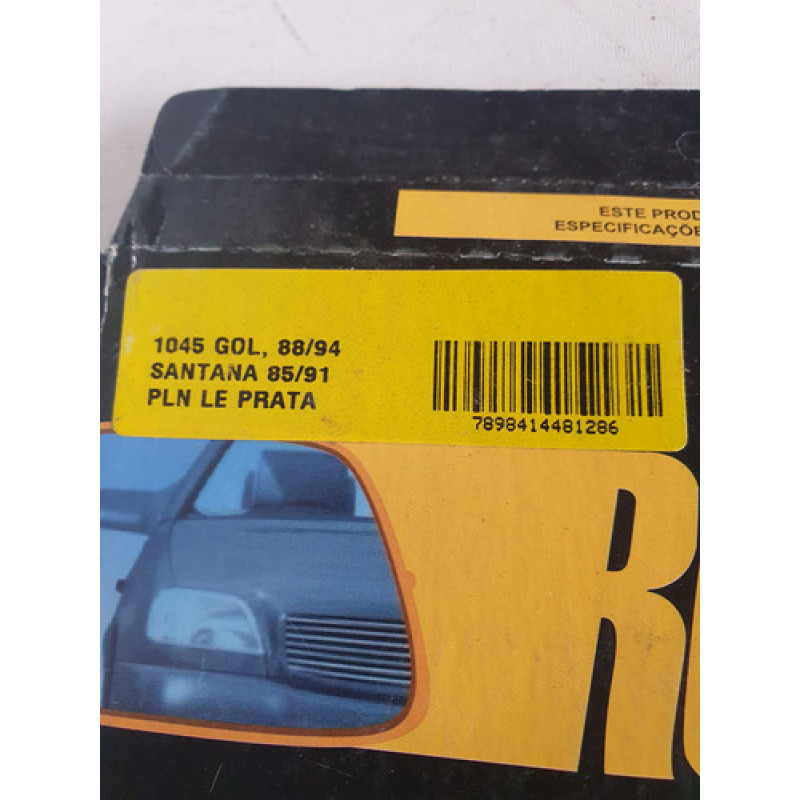 ESTE PROD
ESPECIFICAÇÕE
1045 GOL, 88/94
SANTANA 85/91
PLN LE PRATA
7898414481286
R